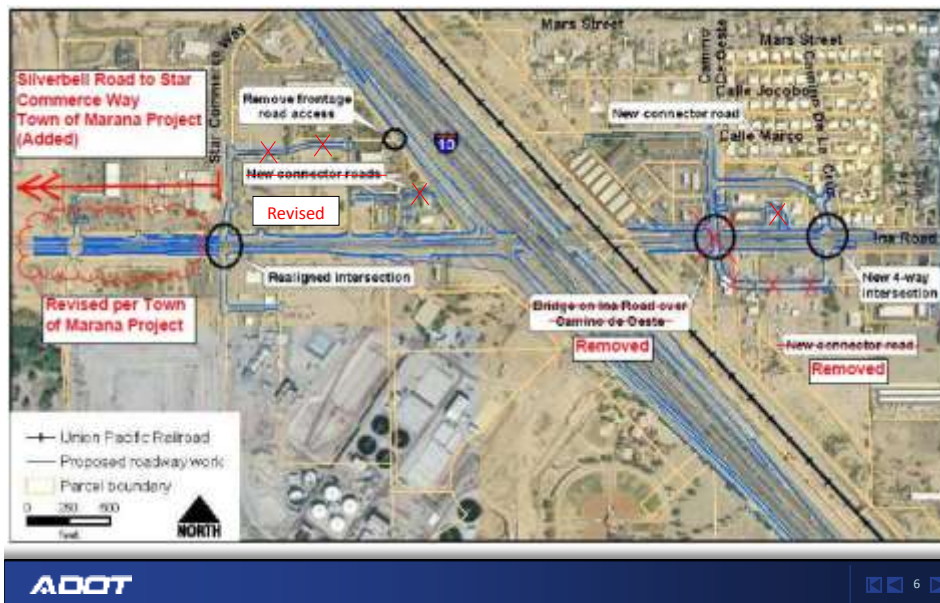 Mars Street
Mars Street
Camino
De Oeste
Star Commerce Way
Silverbell Road to Star
Commerce Way
Town of Marana Project
(Added)
Remove frontage
road access
10
New connector road
Calle Jocobo
Calle Marco
Camino De La Cruz
New connector roads
Revised
Ina Road
Realigned intersection
Revised per Town
of Marana Project
Bridge on Ina Road over
Camino de Oeste
Removed
New 4-way
intersection
New connector road
Removed
Union Pacific Railroad
Proposed roadway work
Parcel boundary
0 250 500
feet
NORTH
ADOT
6